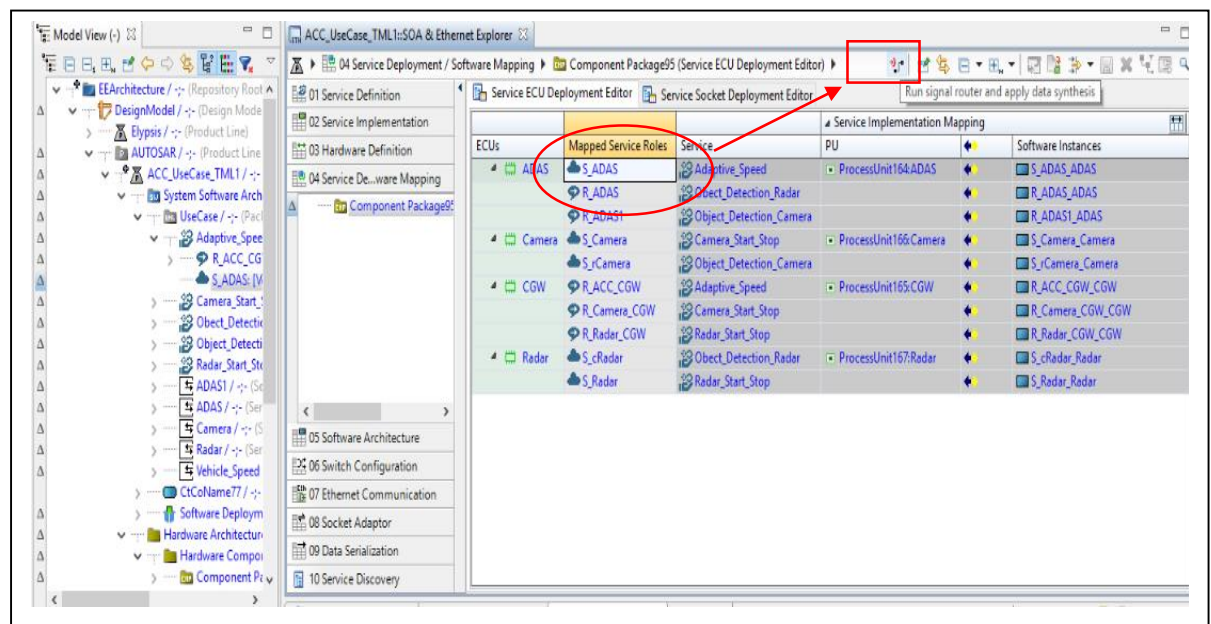 Model View (-)
EEArchitecture / -;- (Repository Root
DesignModel / -;- (Design Mode
Elypsis / -;- (Product Line)
AUTOSAR / -;- (Product Line
ACC_UseCase_TML1 / -;-
System Software Arch
UseCase / -;- (Pacl
Adaptive_Spee
R_ACC_CG
S_ADAS: [V
Camera_Start_S
Obect_Detectio
Object_Detecti
Radar_Start_Sto
ADAS1 / -;- (Se
ADAS / -;- (Ser
Camera / -;- (S
Radar / -;- (Ser
Vehicle_Speed
CtCoName77 / -;-
Software Deploym
Hardware Architectur
Hardware Compo
Component Pa
ACC_UseCase_TML1::SOA & Ethernet Explorer
04 Service Deployment / Software Mapping
Component Package95 (Service ECU Deployment Editor)
Run signal router and apply data synthesis
01 Service Definition
02 Service Implementation
03 Hardware Definition
04 Service De...ware Mapping
Component Package95
05 Software Architecture
06 Switch Configuration
07 Ethernet Communication
08 Socket Adaptor
09 Data Serialization
10 Service Discovery
Service ECU Deployment Editor Service Socket Deployment Editor
Service Implementation Mapping
ECUs Mapped Service Roles Service PU Software Instances
ADAS S_ADAS Adaptive_Speed ProcessUnit164:ADAS S_ADAS_ADAS
R_ADAS Obect_Detection_Radar R_ADAS_ADAS
R_ADAS1 Object_Detection_Camera R_ADAS1_ADAS
Camera S_Camera Camera_Start_Stop ProcessUnit166:Camera S_Camera_Camera
S_rCamera Object_Detection_Camera S_rCamera_Camera
CGW R_ACC_CGW Adaptive_Speed ProcessUnit165:CGW R_ACC_CGW_CGW
R_Camera_CGW Camera_Start_Stop R_Camera_CGW_CGW
R_Radar_CGW Radar_Start_Stop R_Radar_CGW_CGW
Radar S_cRadar Obect_Detection_Radar ProcessUnit167:Radar S_cRadar_Radar
S_Radar Radar_Start_Stop S_Radar_Radar